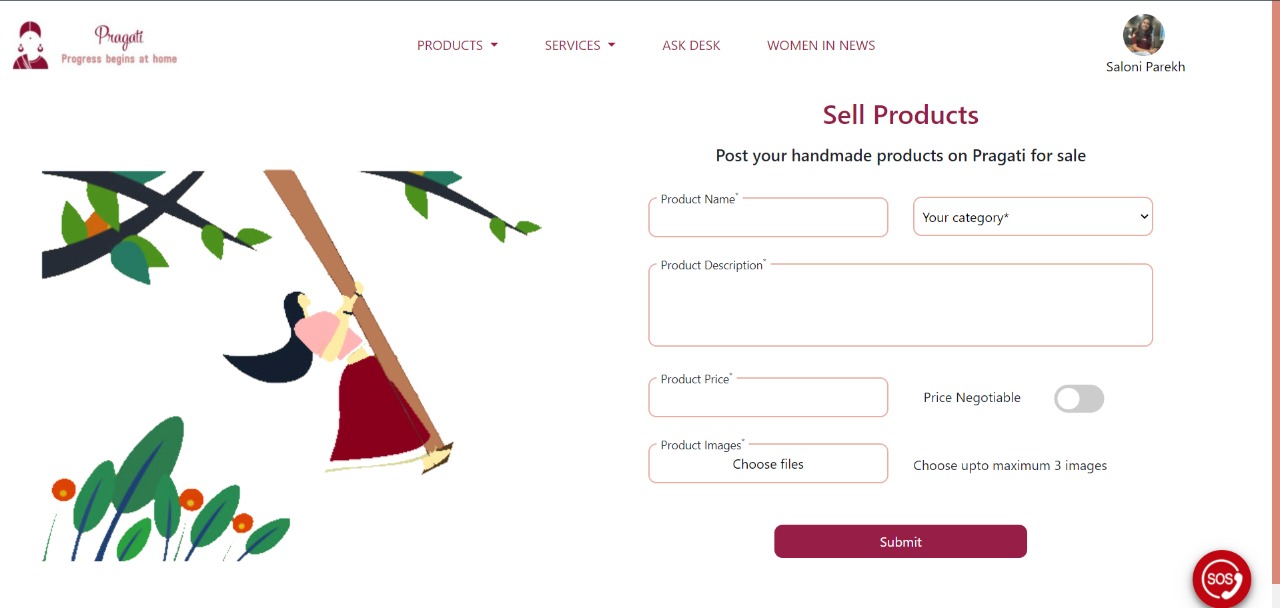 Pragati
Progress begins at home
PRODUCTS
SERVICES
ASK DESK
WOMEN IN NEWS
Saloni Parekh
Sell Products
Post your handmade products on Pragati for sale
Product Name*
Your category*
Product Description*
Product Price*
Price Negotiable
Product Images*
Choose files
Choose upto maximum 3 images
Submit
SOS